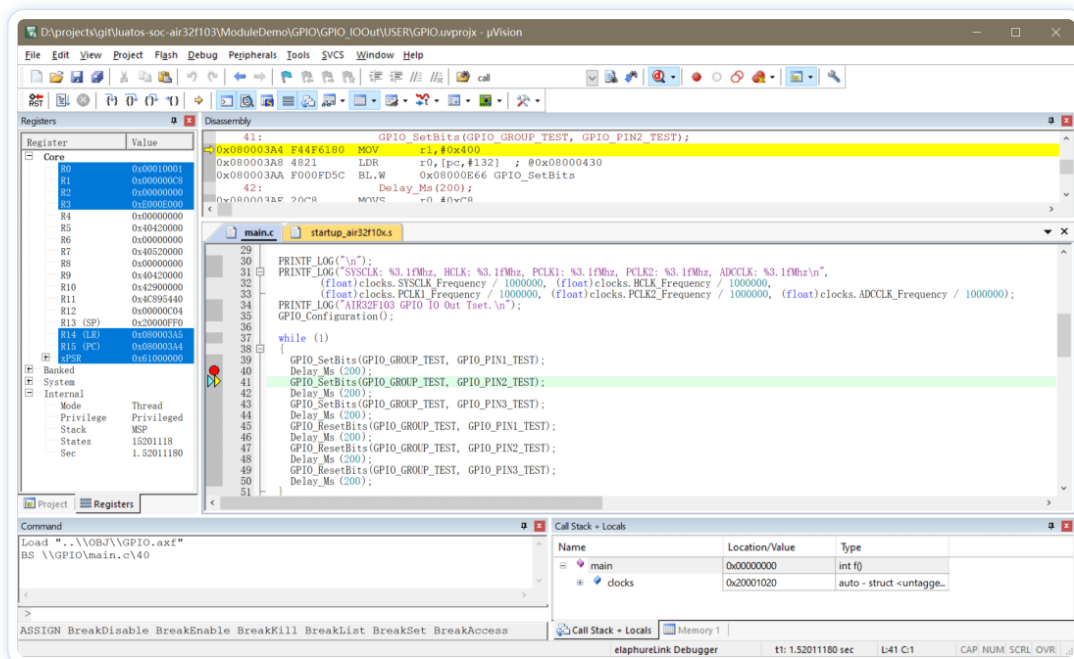 D:\projects\git\luatos-soc-air32f103\ModuleDemo\GPIO\GPIO_IOOut\USER\GPIO.uvprojx - µVision
File Edit View Project Flash Debug Peripherals Tools SVCS Window Help
call
RST
Registers
Register Value
Core
R0 0x00010001
R1 0x000000C8
R2 0x00000000
R3 0xE000E000
R4 0x00000000
R5 0x40420000
R6 0x00000000
R7 0x40520000
R8 0x00000000
R9 0x40420000
R10 0x42900000
R11 0x4C895440
R12 0x00000C04
R13 (SP) 0x20000FF0
R14 (LR) 0x080003A5
R15 (PC) 0x080003A4
xPSR 0x61000000
Banked
System
Internal
Mode Thread
Privilege Privileged
Stack MSP
States 15201118
Sec 1.52011180
Project Registers
Disassembly
41: GPIO_SetBits(GPIO_GROUP_TEST, GPIO_PIN2_TEST);
0x080003A4 F44F6180 MOV r1,#0x400
0x080003A8 4821 LDR r0,[pc,#132] ; @0x08000430
0x080003AA F000FD5C BL.W 0x08000E66 GPIO_SetBits
42: Delay_Ms(200);
0x080003AE 20C8 MOVS r0,#0xC8
main.c startup_air32f10x.s
29
30 PRINTF_LOG("\n");
31 PRINTF_LOG("SYSCLK: %3.1fMhz, HCLK: %3.1fMhz, PCLK1: %3.1fMhz, PCLK2: %3.1fMhz, ADCCLK: %3.1fMhz\n",
32 (float)clocks.SYSCLK_Frequency / 1000000, (float)clocks.HCLK_Frequency / 1000000,
33 (float)clocks.PCLK1_Frequency / 1000000, (float)clocks.PCLK2_Frequency / 1000000, (float)clocks.ADCCLK_Frequency / 1000000);
34 PRINTF_LOG("AIR32F103 GPIO IO Out Tset.\n");
35 GPIO_Configuration();
36
37 while (1)
38 {
39 GPIO_SetBits(GPIO_GROUP_TEST, GPIO_PIN1_TEST);
40 Delay_Ms(200);
41 GPIO_SetBits(GPIO_GROUP_TEST, GPIO_PIN2_TEST);
42 Delay_Ms(200);
43 GPIO_SetBits(GPIO_GROUP_TEST, GPIO_PIN3_TEST);
44 Delay_Ms(200);
45 GPIO_ResetBits(GPIO_GROUP_TEST, GPIO_PIN1_TEST);
46 Delay_Ms(200);
47 GPIO_ResetBits(GPIO_GROUP_TEST, GPIO_PIN2_TEST);
48 Delay_Ms(200);
49 GPIO_ResetBits(GPIO_GROUP_TEST, GPIO_PIN3_TEST);
50 Delay_Ms(200);
51 }
Command
Load "..\\OBJ\\GPIO.axf"
BS \\GPIO\main.c\40
>
ASSIGN BreakDisable BreakEnable BreakKill BreakList BreakSet BreakAccess
Call Stack + Locals
Name Location/Value Type
main 0x00000000 int f()
clocks 0x20001020 auto - struct <untagge...
Call Stack + Locals Memory 1
elaphureLink Debugger t1: 1.52011180 sec L:41 C:1 CAP NUM SCRL OVR